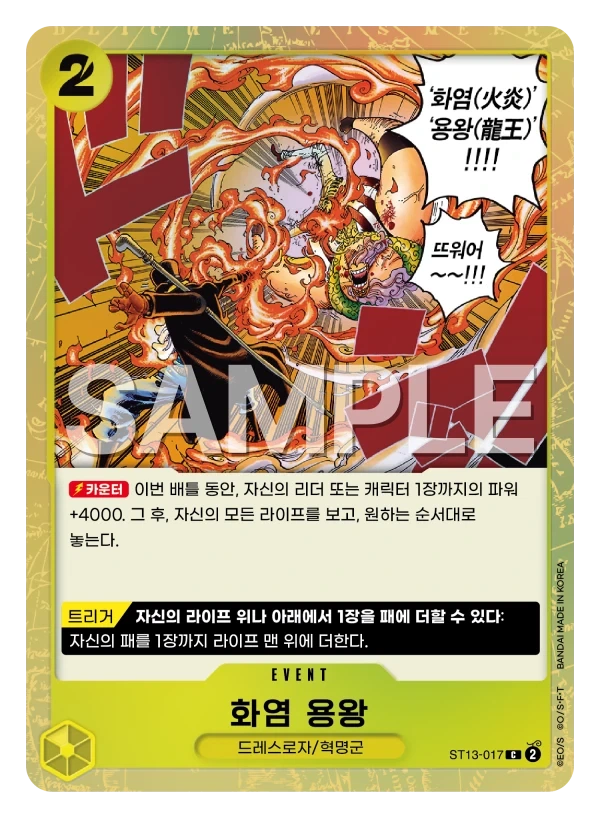 2
‘화염(火炎)’
‘용왕(龍王)’
!!!!
뜨워어
~~!!!
SAMPLE
카운터 이번 배틀 동안, 자신의 리더 또는 캐릭터 1장까지의 파워
+4000. 그 후, 자신의 모든 라이프를 보고, 원하는 순서대로
놓는다.
트리거 자신의 라이프 위나 아래에서 1장을 패에 더할 수 있다:
자신의 패를 1장까지 라이프 맨 위에 더한다.
EVENT
화염 용왕
드레스로자/혁명군
ST13-017 C 2
©EO/S ©O/S·F·T BANDAI MADE IN KOREA